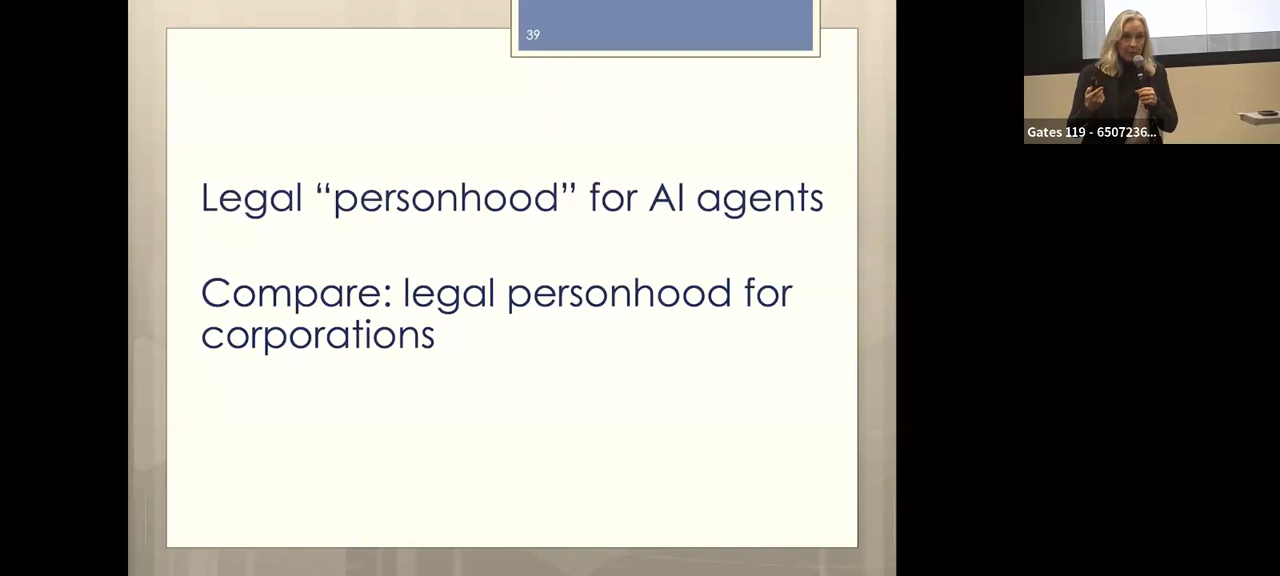 39
Legal “personhood” for AI agents
Compare: legal personhood for
corporations
Gates 119 - 6507236...